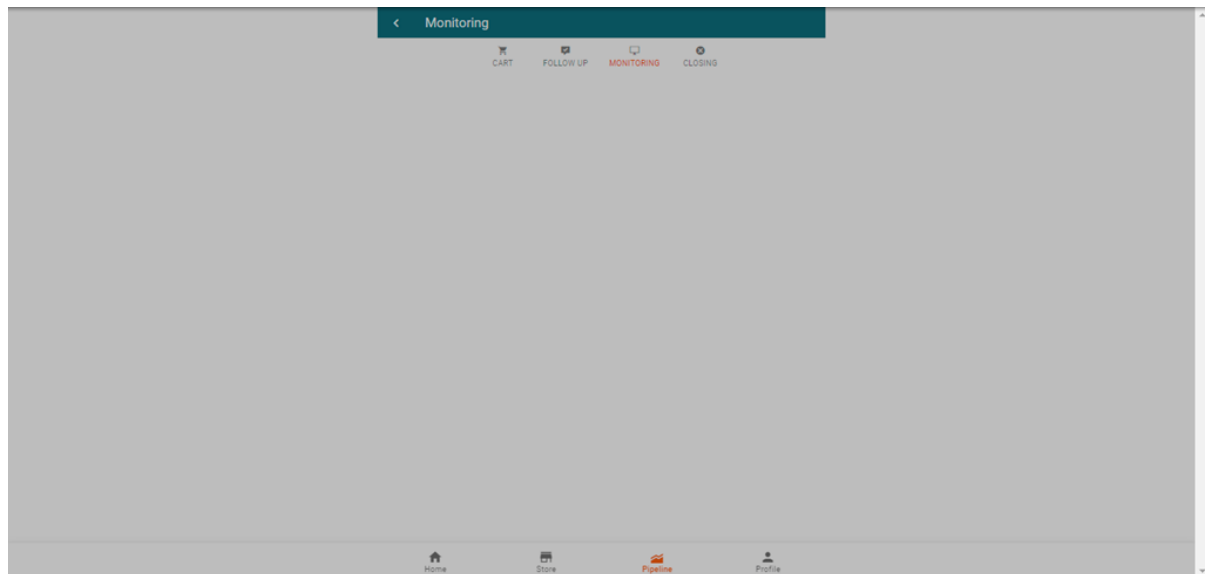 Monitoring
CART FOLLOW UP MONITORING CLOSING
Home Store Pipeline Profile